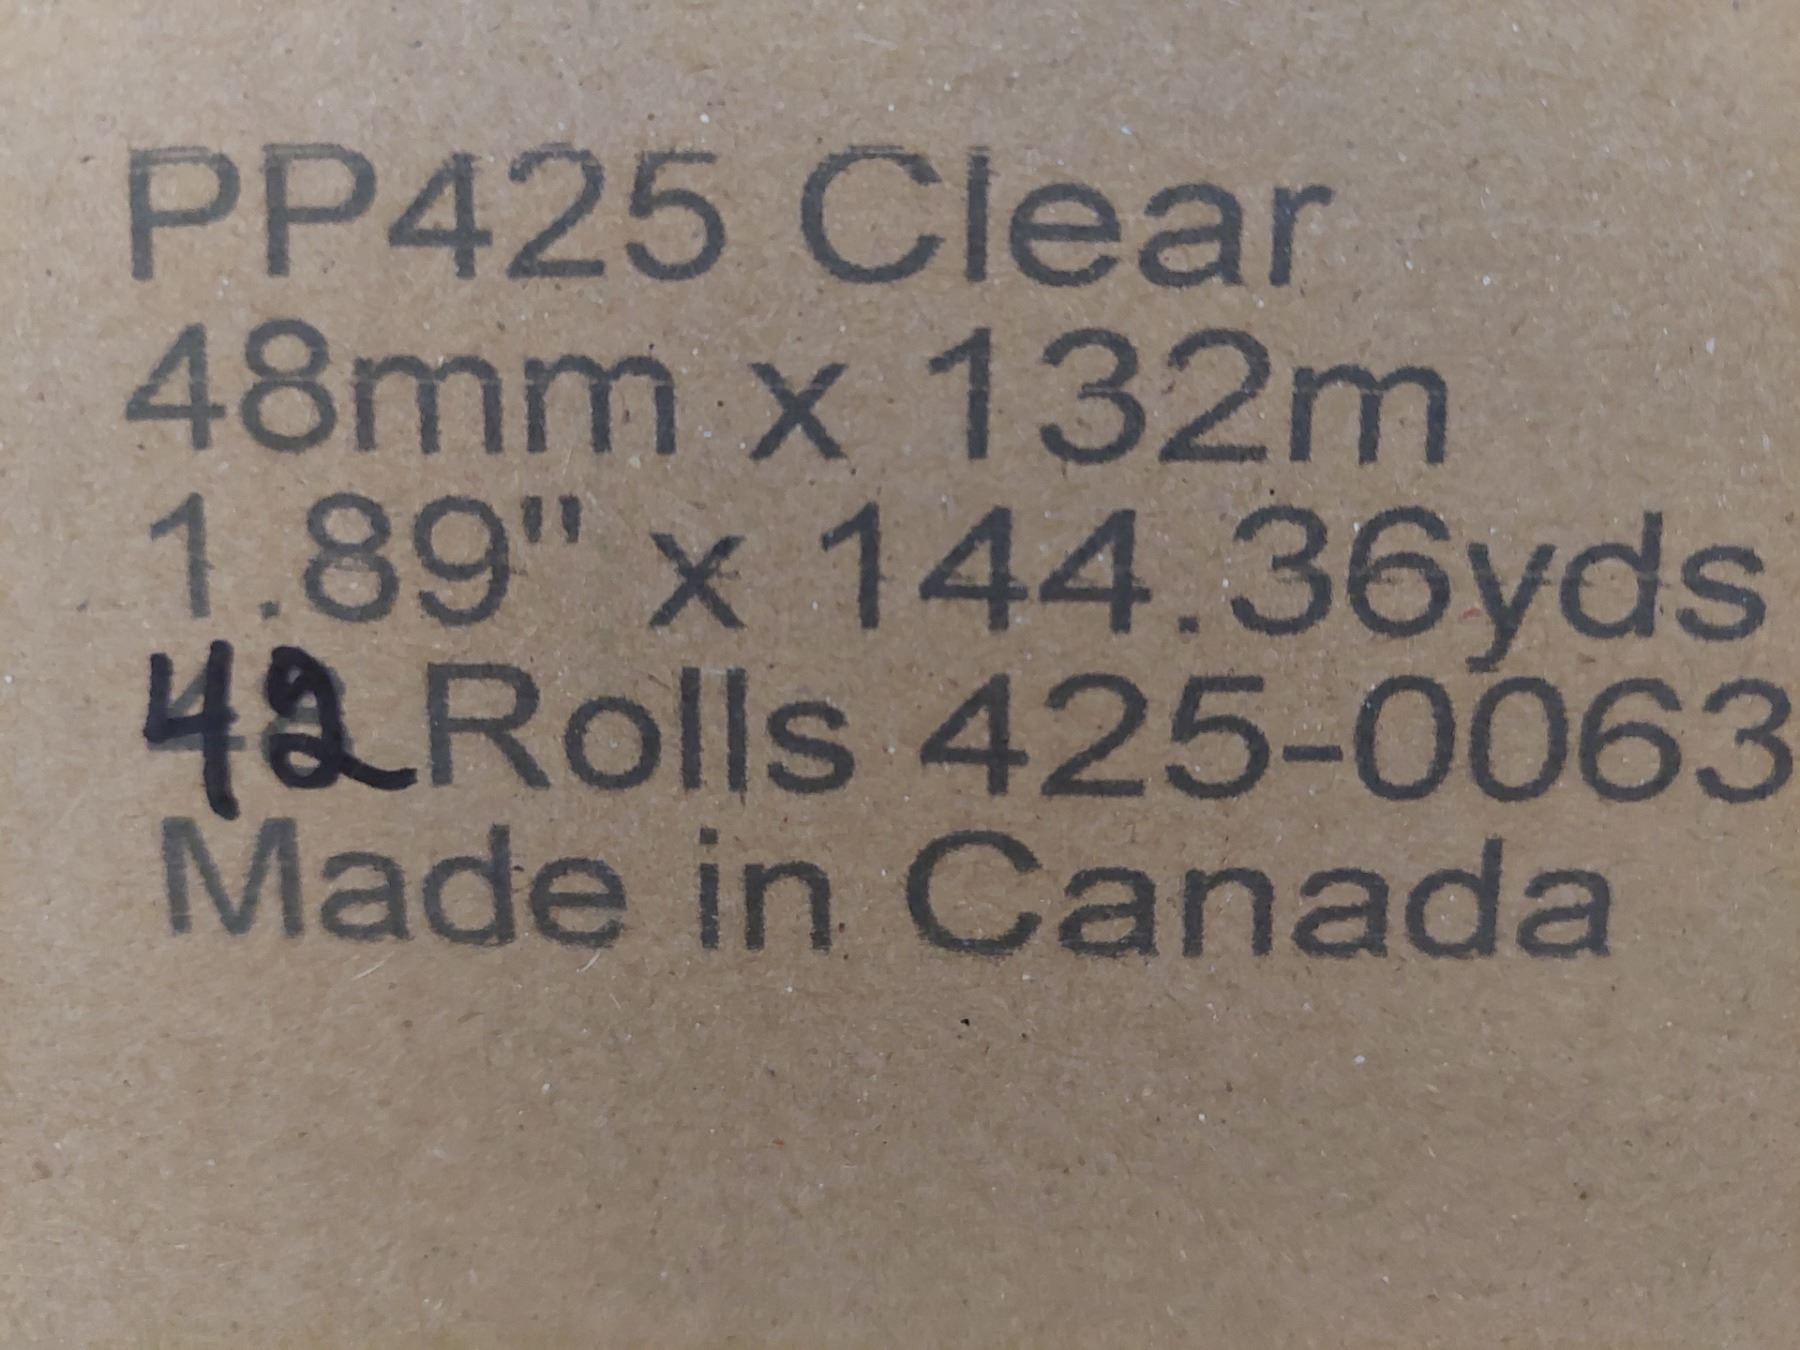 PP425 Clear
48mm x 132m
1.89" x 144.36yds
42 Rolls 425-0063
Made in Canada